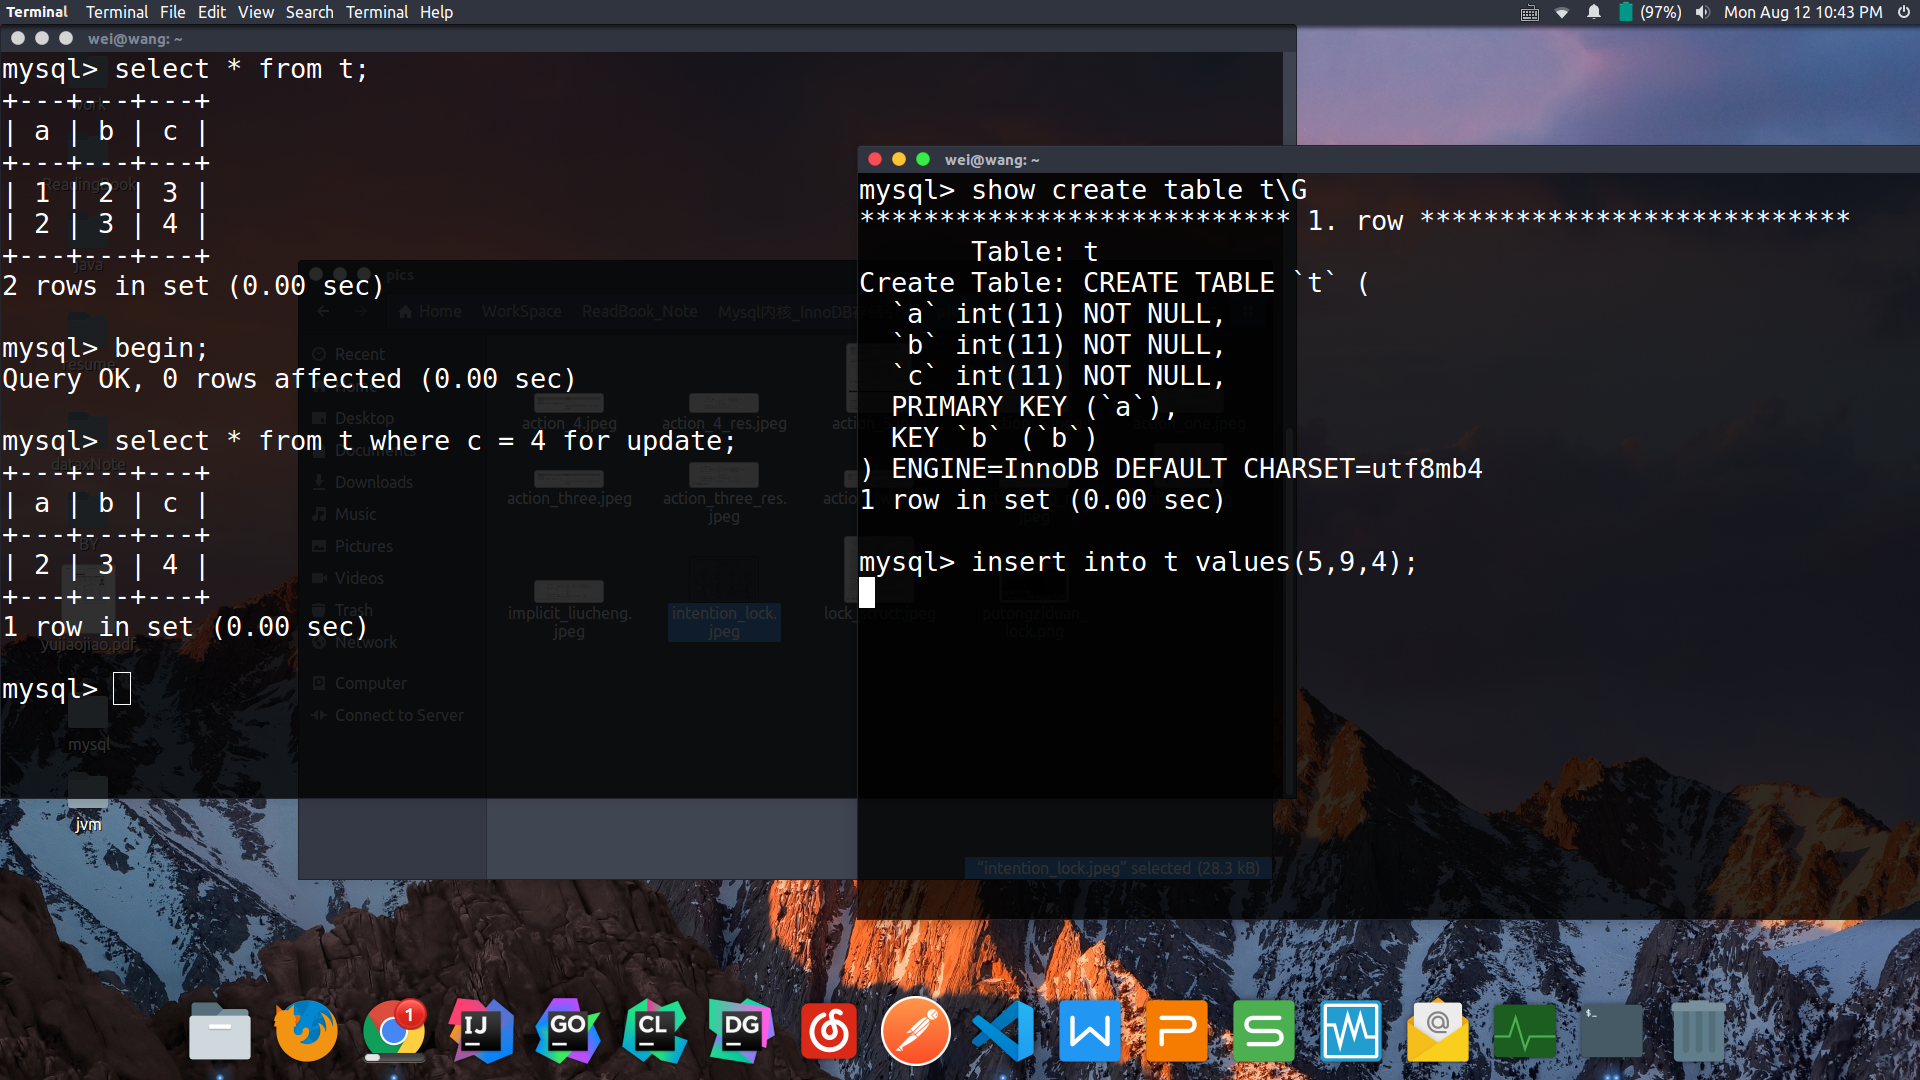 Terminal Terminal File Edit View Search Terminal Help (97%) Mon Aug 12 10:43 PM
wei@wang: ~
mysql> select * from t;
+---+---+---+
| a | b | c |
+---+---+---+
| 1 | 2 | 3 |
| 2 | 3 | 4 |
+---+---+---+
2 rows in set (0.00 sec)
mysql> begin;
Query OK, 0 rows affected (0.00 sec)
mysql> select * from t where c = 4 for update;
+---+---+---+
| a | b | c |
+---+---+---+
| 2 | 3 | 4 |
+---+---+---+
1 row in set (0.00 sec)
mysql>
wei@wang: ~
mysql> show create table t\G
*************************** 1. row ***************************
Table: t
Create Table: CREATE TABLE `t` (
`a` int(11) NOT NULL,
`b` int(11) NOT NULL,
`c` int(11) NOT NULL,
PRIMARY KEY (`a`),
KEY `b` (`b`)
) ENGINE=InnoDB DEFAULT CHARSET=utf8mb4
1 row in set (0.00 sec)
mysql> insert into t values(5,9,4);
pics
Home WorkSpace ReadBook_Note
Recent
Desktop
Documents
Downloads
Music
Pictures
Videos
Trash
Network
Computer
Connect to Server
action_4.jpeg
action_4_res.jpeg
action_one.jpeg
action_three.jpeg
action_three_res.
jpeg
implicit_liucheng.
jpeg
intention_lock.
jpeg
"intention_lock.jpeg" selected (28.3 kB)
work
ReadingBook
java
dataxNote
BY
yujiaojiao.pdf
mysql
jvm
1
IJ
GO
CL
DG
W
P
S
@
$_